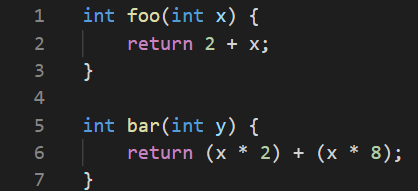 1 int foo(int x) {
2     return 2 + x;
3 }
4
5 int bar(int y) {
6     return (x * 2) + (x * 8);
7 }